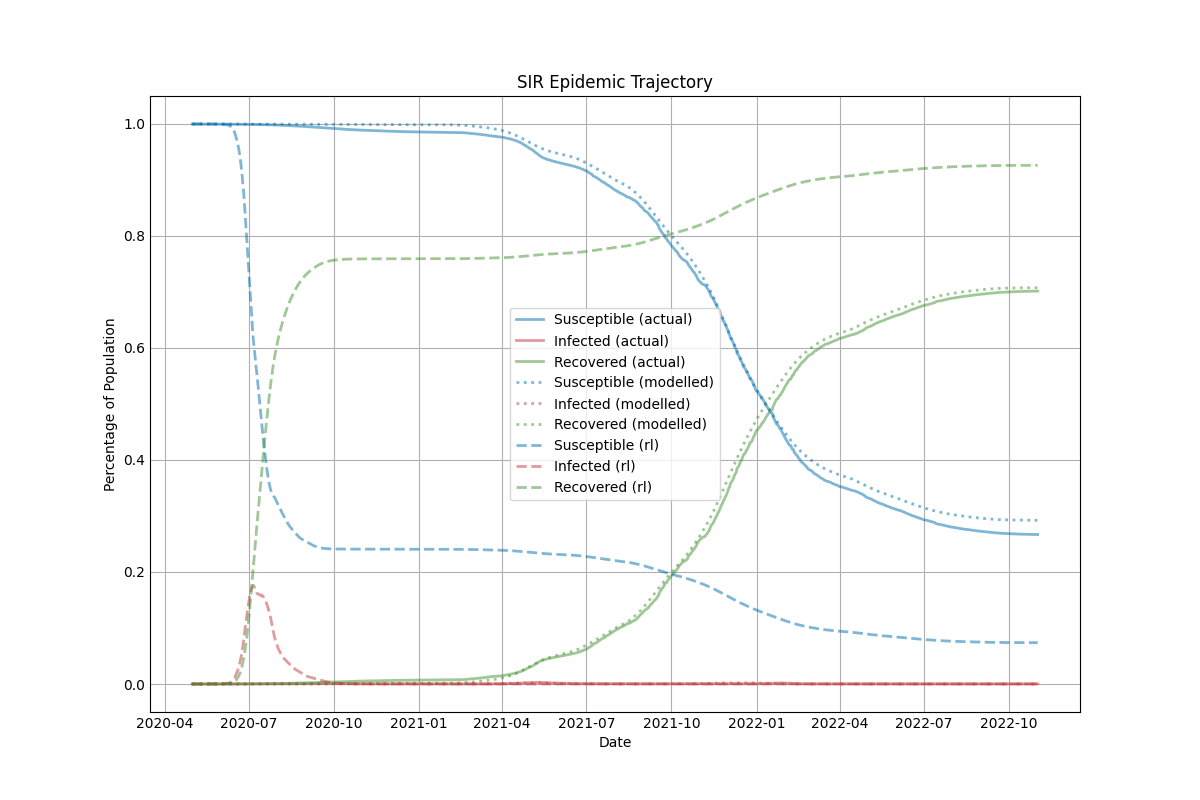 SIR Epidemic Trajectory
Percentage of Population
1.0
0.8
0.6
0.4
0.2
0.0
Susceptible (actual)
Infected (actual)
Recovered (actual)
Susceptible (modelled)
Infected (modelled)
Recovered (modelled)
Susceptible (rl)
Infected (rl)
Recovered (rl)
2020-04 2020-07 2020-10 2021-01 2021-04 2021-07 2021-10 2022-01 2022-04 2022-07 2022-10
Date